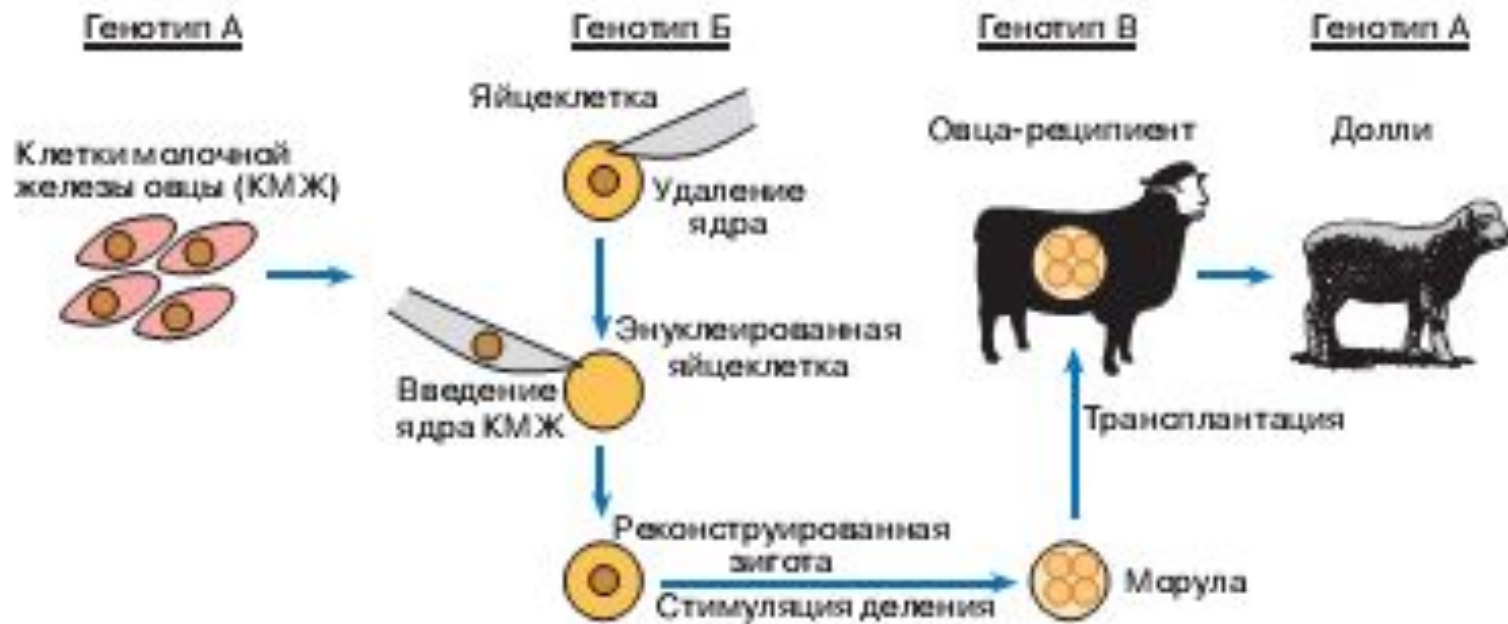 Генотип А
Генотип Б
Генотип В
Генотип А
Клетки молочной
железы овцы (КМЖ)
Яйцеклетка
Удаление
ядра
Овца-реципиент
Долли
Энуклеированная
яйцеклетка
Введение
ядра КМЖ
Трансплантация
Реконструированная
зигота
Стимуляция деления
Морула